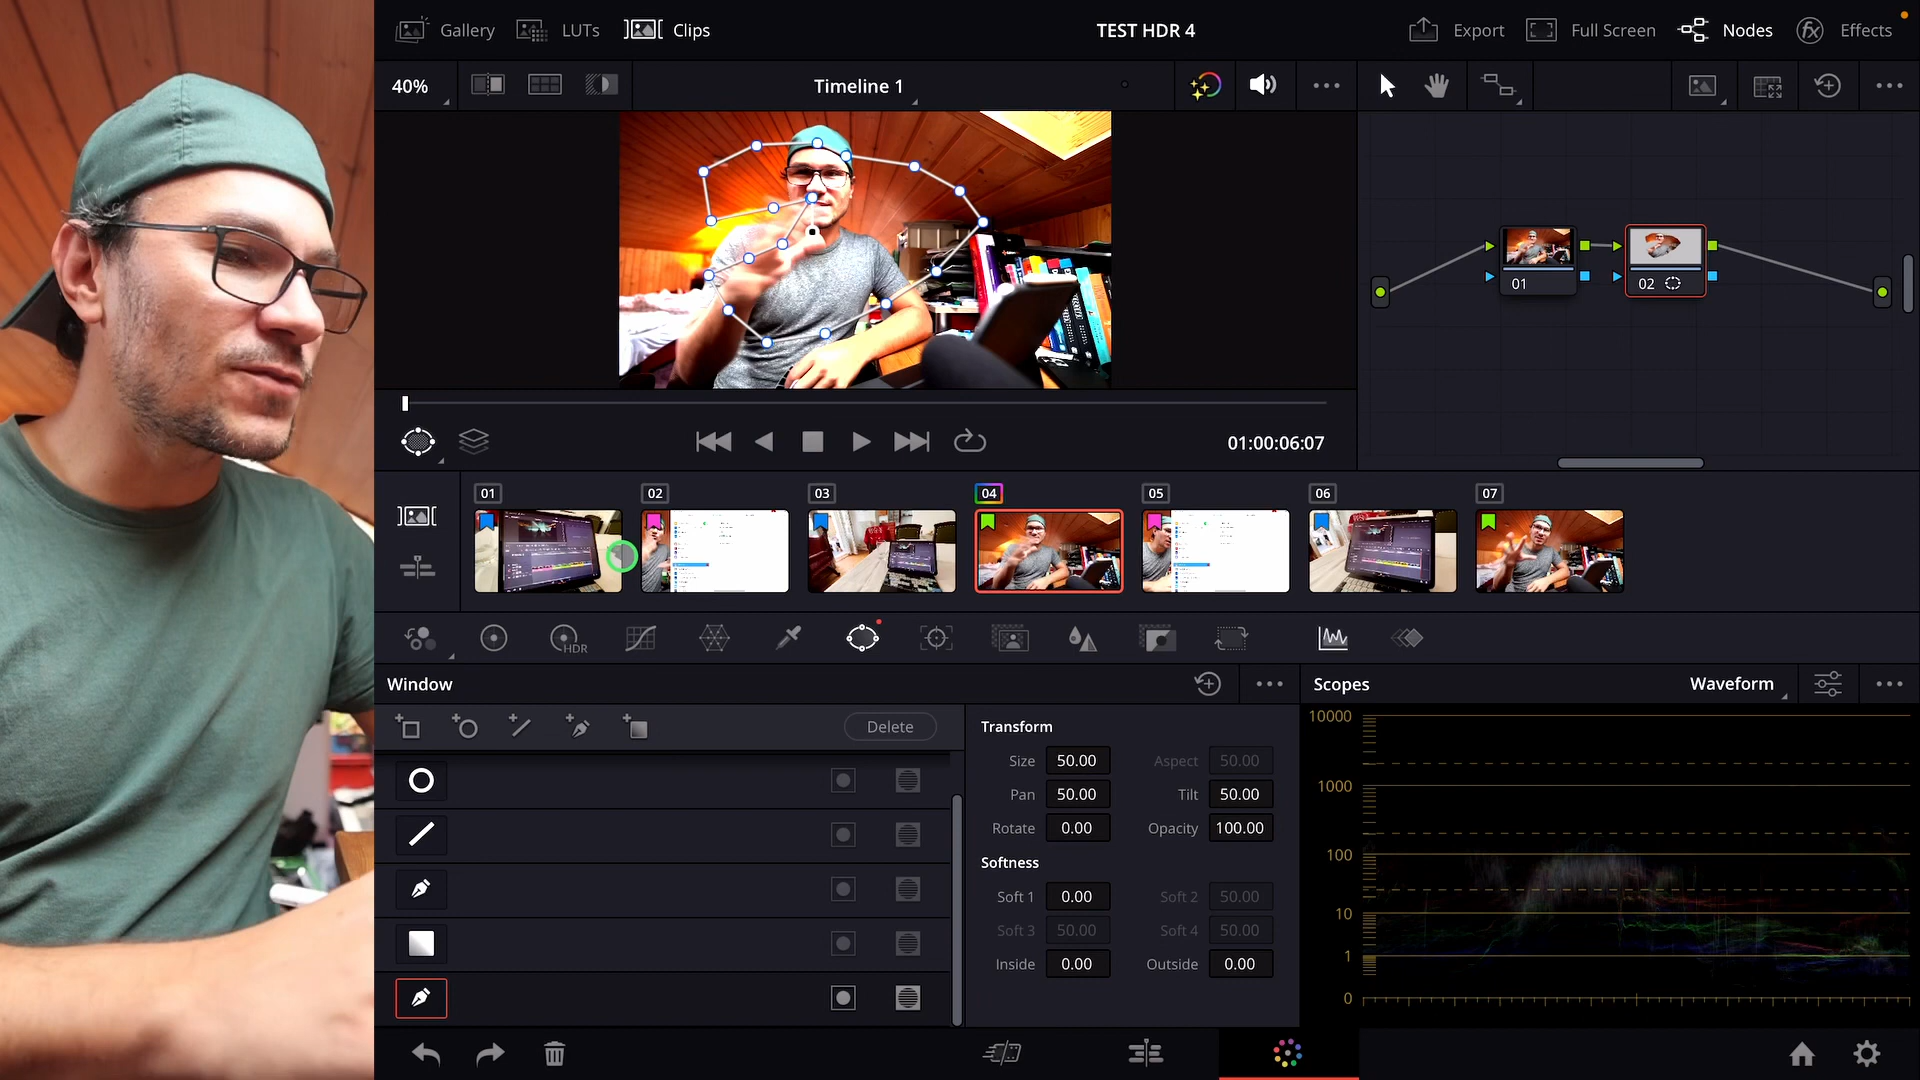 Gallery
LUTs
Clips
TEST HDR 4
Export
Full Screen
Nodes
Effects
40%
Timeline 1
01
02
01:00:06:07
01
02
03
04
05
06
07
HDR
Window
Scopes
Waveform
Delete
Transform
Size 50.00 Aspect 50.00
Pan 50.00 Tilt 50.00
Rotate 0.00 Opacity 100.00
Softness
Soft 1 0.00 Soft 2 50.00
Soft 3 50.00 Soft 4 50.00
Inside 0.00 Outside 0.00
10000
1000
100
10
1
0